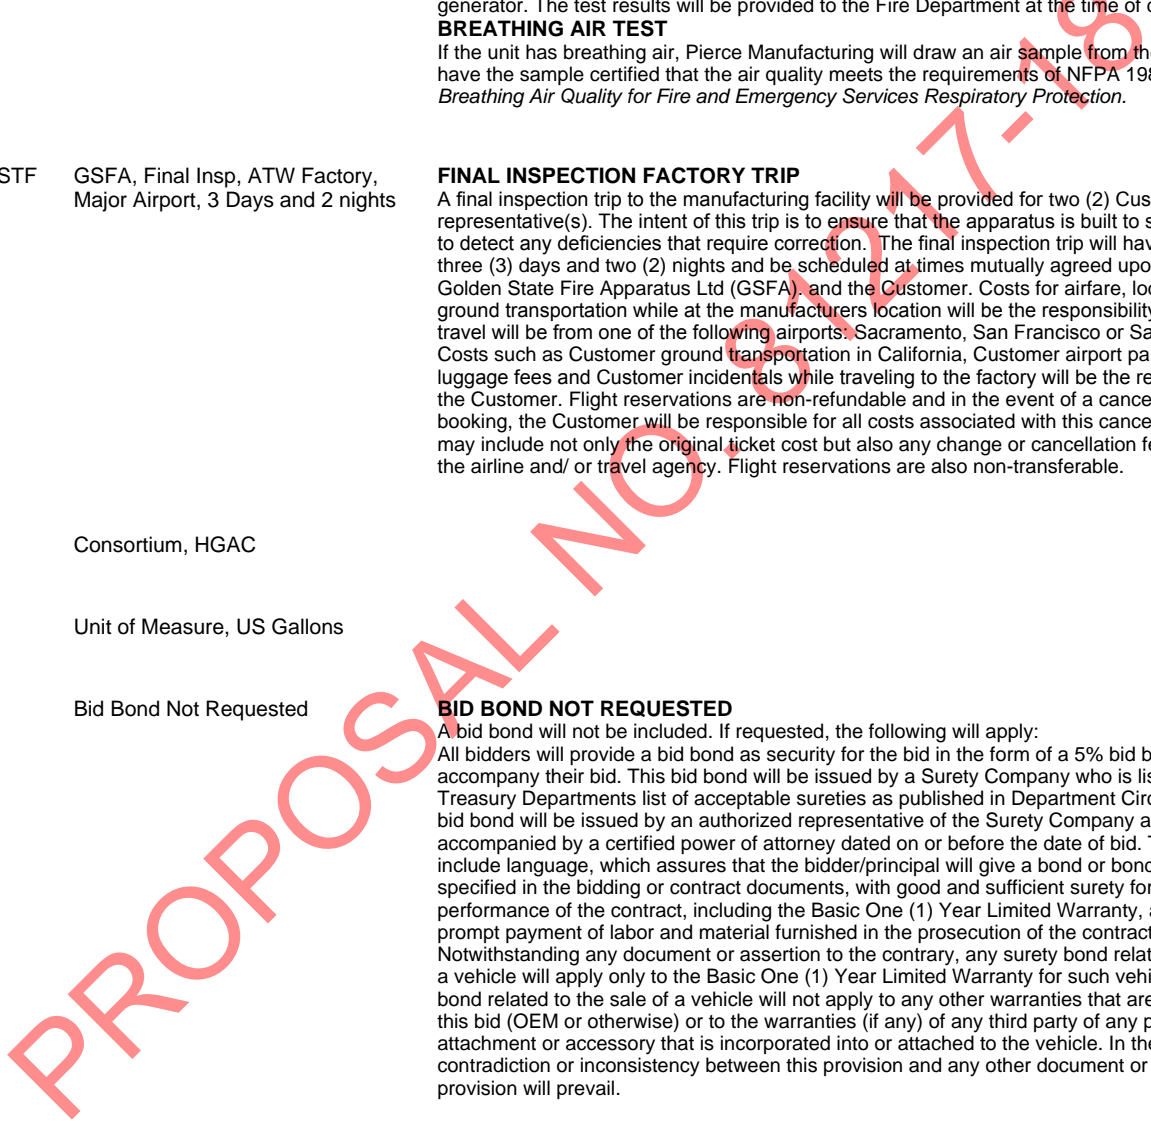 generator. The test results will be provided to the Fire Department at the time of
BREATHING AIR TEST
If the unit has breathing air, Pierce Manufacturing will draw an air sample from
have the sample certified that the air quality meets the requirements of NFPA
Breathing Air Quality for Fire and Emergency Services Respiratory Protection.
STF GSFA, Final Insp, ATW Factory, FINAL INSPECTION FACTORY TRIP
Major Airport, 3 Days and 2 nights A final inspection trip to the manufacturing facility will be provided for two (2)
representative(s). The intent of this trip is to ensure that the apparatus is built to
to detect any deficiencies that require correction. The final inspection trip will
three (3) days and two (2) nights and be scheduled at times mutually agreed
Golden State Fire Apparatus Ltd (GSFA). and the Customer. Costs for airfare,
ground transportation while at the manufacturers location will be the
travel will be from one of the following airports: Sacramento, San Francisco or
Costs such as Customer ground transportation in California, Customer airport
luggage fees and Customer incidentals while traveling to the factory will be the
the Customer. Flight reservations are non-refundable and in the event of a
booking, the Customer will be responsible for all costs associated with this
may include not only the original ticket cost but also any change or cancellation
the airline and/ or travel agency. Flight reservations are also non-transferable.
Consortium, HGAC
Unit of Measure, US Gallons
Bid Bond Not Requested BID BOND NOT REQUESTED
A bid bond will not be included. If requested, the following will apply:
All bidders will provide a bid bond as security for the bid in the form of a 5% bid
accompany their bid. This bid bond will be issued by a Surety Company who is
Treasury Departments list of acceptable sureties as published in Department
bid bond will be issued by an authorized representative of the Surety Company
accompanied by a certified power of attorney dated on or before the date of bid.
include language, which assures that the bidder/principal will give a bond or
specified in the bidding or contract documents, with good and sufficient surety
performance of the contract, including the Basic One (1) Year Limited Warranty,
prompt payment of labor and material furnished in the prosecution of the contract
Notwithstanding any document or assertion to the contrary, any surety bond
a vehicle will apply only to the Basic One (1) Year Limited Warranty for such
bond related to the sale of a vehicle will not apply to any other warranties that are
this bid (OEM or otherwise) or to the warranties (if any) of any third party of any
attachment or accessory that is incorporated into or attached to the vehicle. In
contradiction or inconsistency between this provision and any other document or
provision will prevail.
PROPOSAL NO. 81217-18